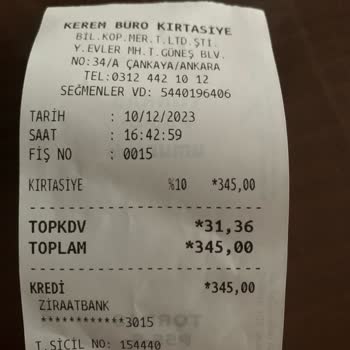 KEREM BÜRO KIRTASİYE
BİL.KOP.MER.T.LTD.ŞTİ.
Y.EVLER MH.T.GÜNEŞ BLV.
NO:34/A ÇANKAYA/ANKARA
TEL:0312 442 10 12
SEĞMENLER VD: 5440196406
TARİH : 10/12/2023
SAAT : 16:42:59
FİŞ NO : 0015
KIRTASİYE %10 *345,00
TOPKDV *31,36
TOPLAM *345,00
KREDİ *345,00
ZİRAATBANK
************3015
T.SİCİL NO: 154440